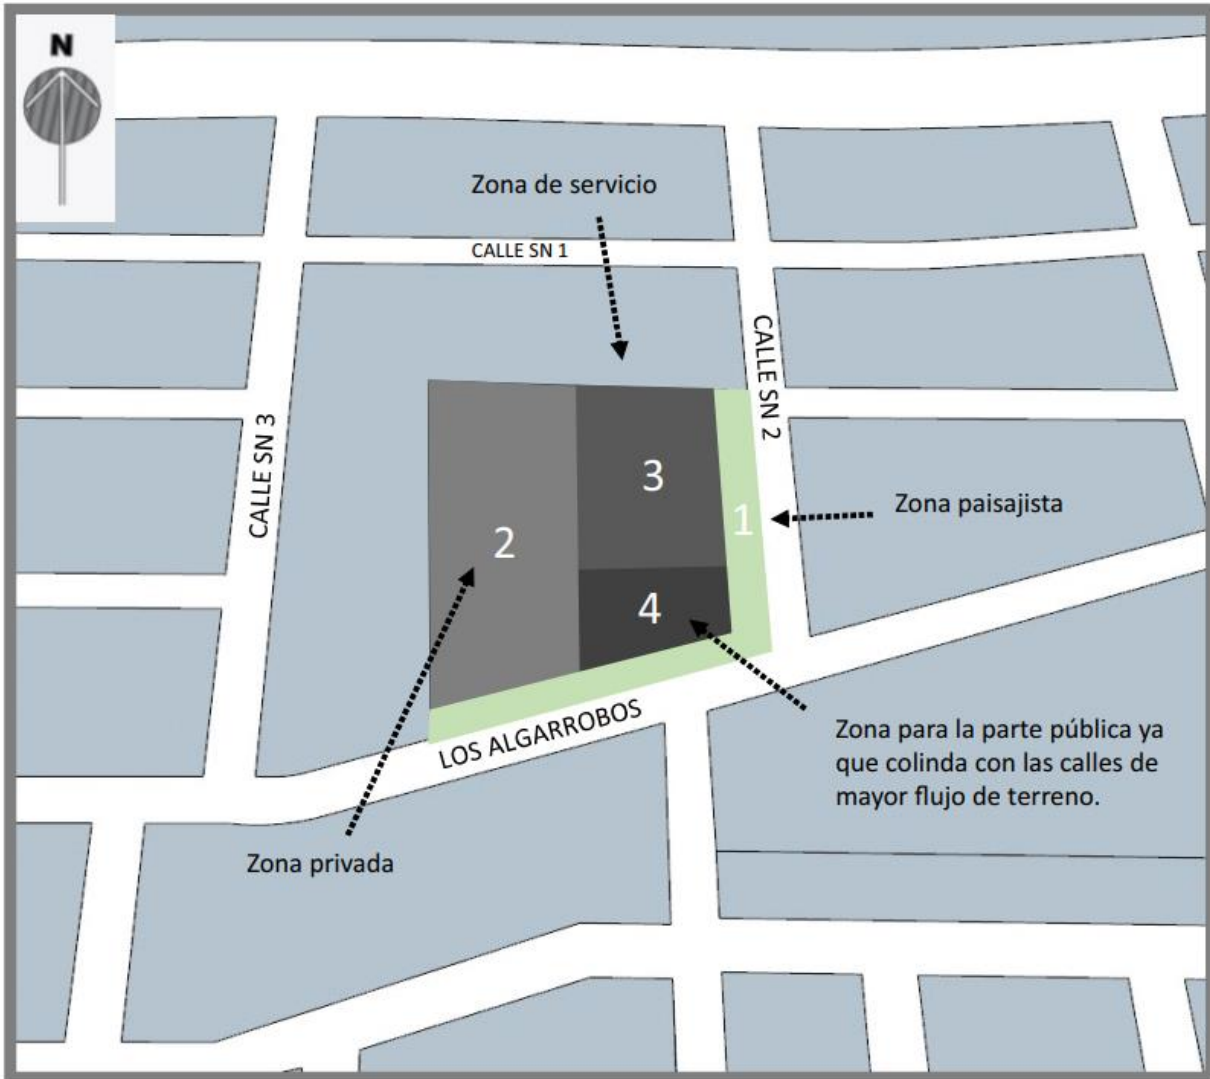 N
Zona de servicio
CALLE SN 1
CALLE SN 2
CALLE SN 3
3
Zona paisajista
1
2
4
LOS ALGARROBOS
Zona para la parte pública ya
que colinda con las calles de
mayor flujo de terreno.
Zona privada